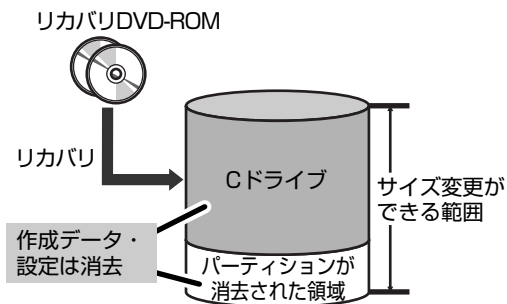 リカバリDVD-ROM
リカバリ
Cドライブ
サイズ変更が
できる範囲
作成データ・
設定は消去
パーティションが
消去された領域